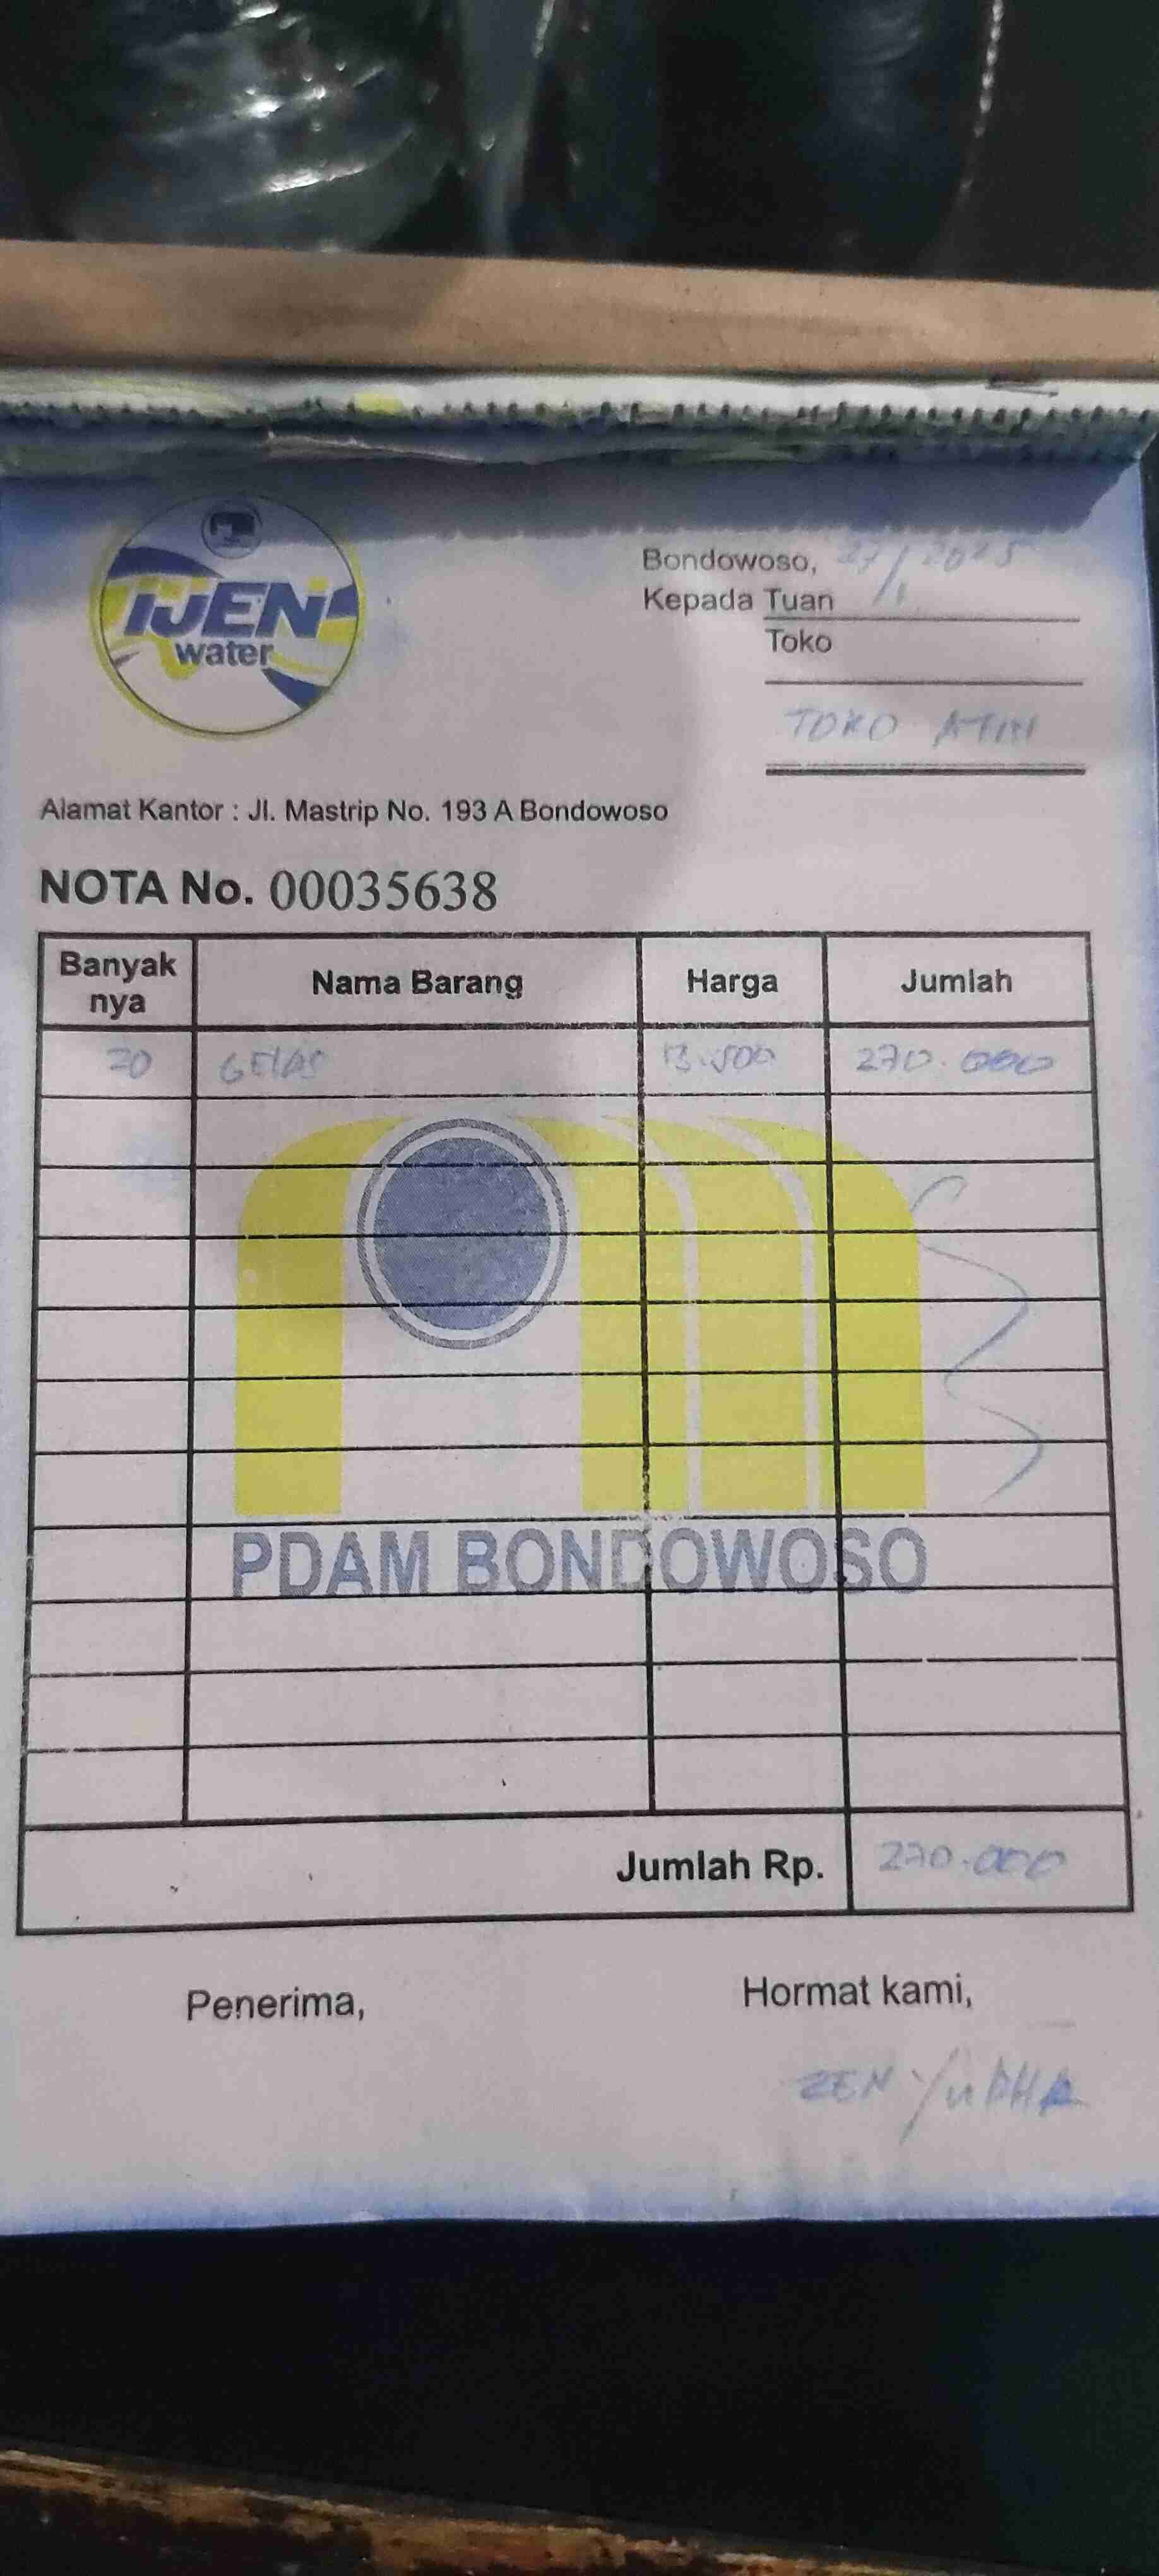 IJEN
water
Bondowoso, 27/1 2025
Kepada Tuan
Toko
TOKO ATIN
Alamat Kantor : Jl. Mastrip No. 193 A Bondowoso
NOTA No. 00035638
Banyak nya Nama Barang Harga Jumlah
20 GELAS 13.500 270.000
PDAM BONDOWOSO
Jumlah Rp. 270.000
Penerima, Hormat kami,
ZEN YUDHA